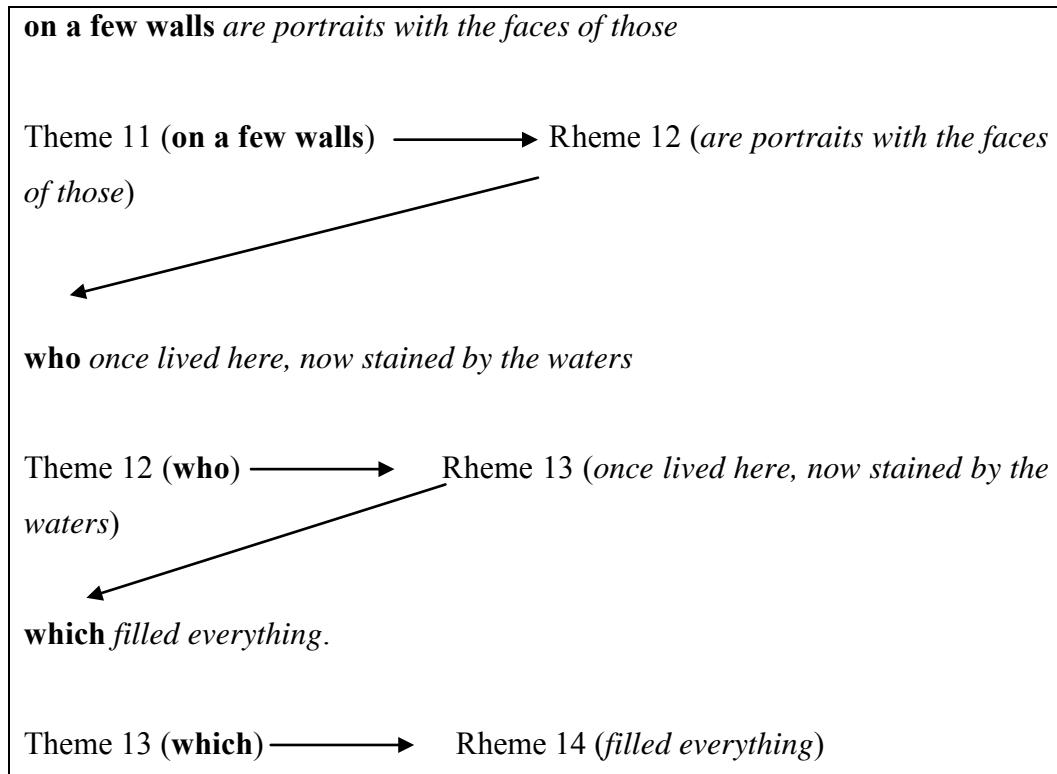 on a few walls are portraits with the faces of those
Theme 11 (on a few walls) Rheme 12 (are portraits with the faces
of those)
who once lived here, now stained by the waters
Theme 12 (who) Rheme 13 (once lived here, now stained by the
waters)
which filled everything.
Theme 13 (which) Rheme 14 (filled everything)